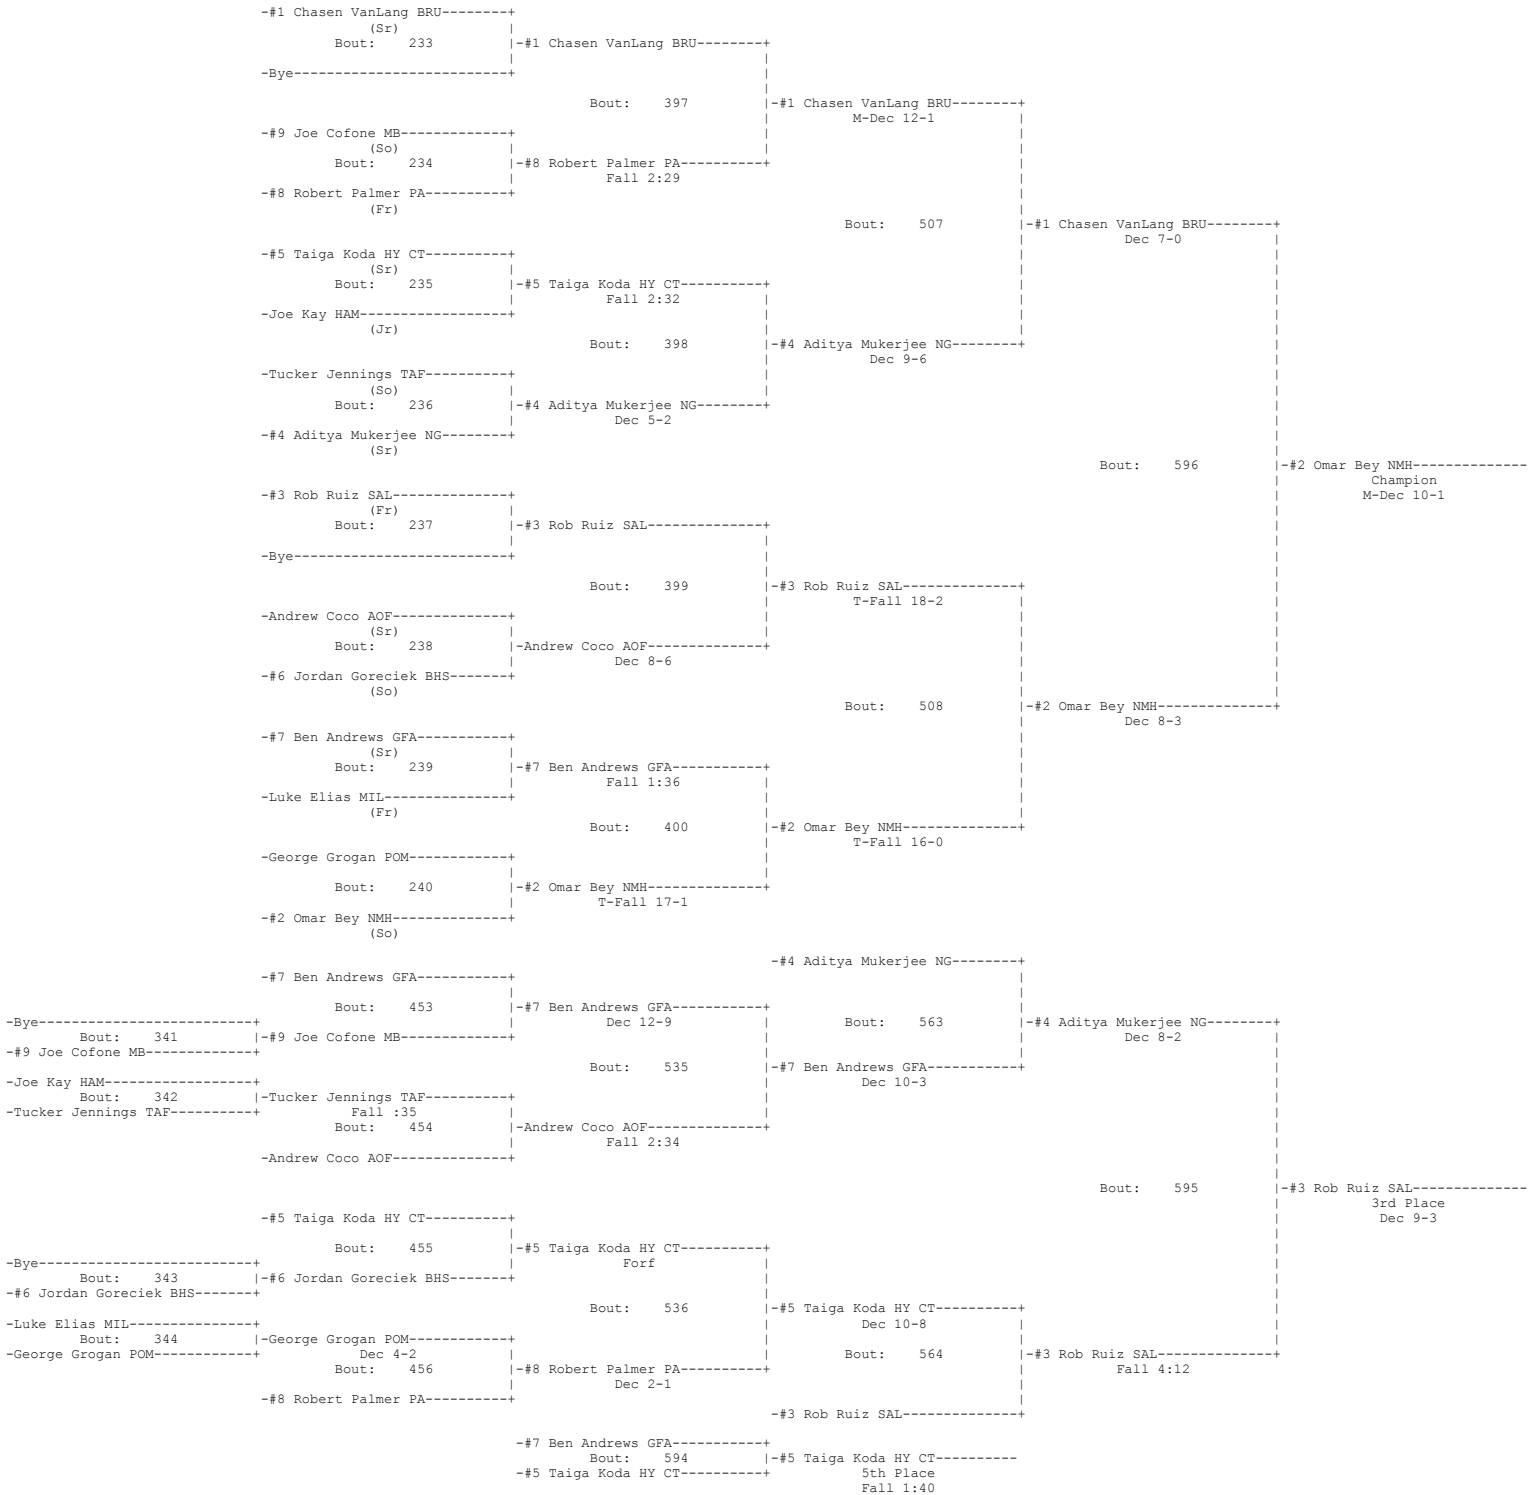 -#1 Chasen VanLang BRU--------+
(Sr) |
Bout: 233 |-#1 Chasen VanLang BRU--------+
-Bye--------------------------+
Bout: 397 |-#1 Chasen VanLang BRU--------+
M-Dec 12-1
-#9 Joe Cofone MB-------------+
(So)
Bout: 234 |-#8 Robert Palmer PA----------+
Fall 2:29
-#8 Robert Palmer PA----------+
(Fr)
Bout: 507 |-#1 Chasen VanLang BRU--------+
Dec 7-0
-#5 Taiga Koda HY CT----------+
(Sr)
Bout: 235 |-#5 Taiga Koda HY CT----------+
Fall 2:32
-Joe Kay HAM------------------+
(Jr)
Bout: 398 |-#4 Aditya Mukerjee NG--------+
Dec 9-6
-Tucker Jennings TAF----------+
(So)
Bout: 236 |-#4 Aditya Mukerjee NG--------+
Dec 5-2
-#4 Aditya Mukerjee NG--------+
(Sr)
Bout: 596 |-#2 Omar Bey NMH--------------
Champion
M-Dec 10-1
-#3 Rob Ruiz SAL--------------+
(Fr)
Bout: 237 |-#3 Rob Ruiz SAL--------------+
-Bye--------------------------+
Bout: 399 |-#3 Rob Ruiz SAL--------------+
T-Fall 18-2
-Andrew Coco AOF--------------+
(Sr)
Bout: 238 |-Andrew Coco AOF--------------+
Dec 8-6
-#6 Jordan Goreciek BHS-------+
(So)
Bout: 508 |-#2 Omar Bey NMH--------------+
Dec 8-3
-#7 Ben Andrews GFA-----------+
(Sr)
Bout: 239 |-#7 Ben Andrews GFA-----------+
Fall 1:36
-Luke Elias MIL---------------+
(Fr)
Bout: 400 |-#2 Omar Bey NMH--------------+
T-Fall 16-0
-George Grogan POM------------+
Bout: 240 |-#2 Omar Bey NMH--------------+
T-Fall 17-1
-#2 Omar Bey NMH--------------+
(So)
-#4 Aditya Mukerjee NG--------+
-#7 Ben Andrews GFA-----------+
Bout: 453 |-#7 Ben Andrews GFA-----------+
-Bye--------------------------+ Dec 12-9 Bout: 563 |-#4 Aditya Mukerjee NG--------+
Bout: 341 |-#9 Joe Cofone MB-------------+ Dec 8-2
-#9 Joe Cofone MB-------------+
Bout: 535 |-#7 Ben Andrews GFA-----------+
-Joe Kay HAM------------------+ Dec 10-3
Bout: 342 |-Tucker Jennings TAF----------+
-Tucker Jennings TAF----------+ Fall :35
Bout: 454 |-Andrew Coco AOF--------------+
Fall 2:34
-Andrew Coco AOF--------------+
Bout: 595 |-#3 Rob Ruiz SAL--------------
3rd Place
-#5 Taiga Koda HY CT----------+ Dec 9-3
Bout: 455 |-#5 Taiga Koda HY CT----------+
-Bye--------------------------+ Forf
Bout: 343 |-#6 Jordan Goreciek BHS-------+
-#6 Jordan Goreciek BHS-------+
Bout: 536 |-#5 Taiga Koda HY CT----------+
-Luke Elias MIL---------------+ Dec 10-8
Bout: 344 |-George Grogan POM------------+
-George Grogan POM------------+ Dec 4-2 Bout: 564 |-#3 Rob Ruiz SAL--------------+
Bout: 456 |-#8 Robert Palmer PA----------+ Fall 4:12
Dec 2-1
-#8 Robert Palmer PA----------+
-#3 Rob Ruiz SAL--------------+
-#7 Ben Andrews GFA-----------+
Bout: 594 |-#5 Taiga Koda HY CT----------
-#5 Taiga Koda HY CT----------+ 5th Place
Fall 1:40